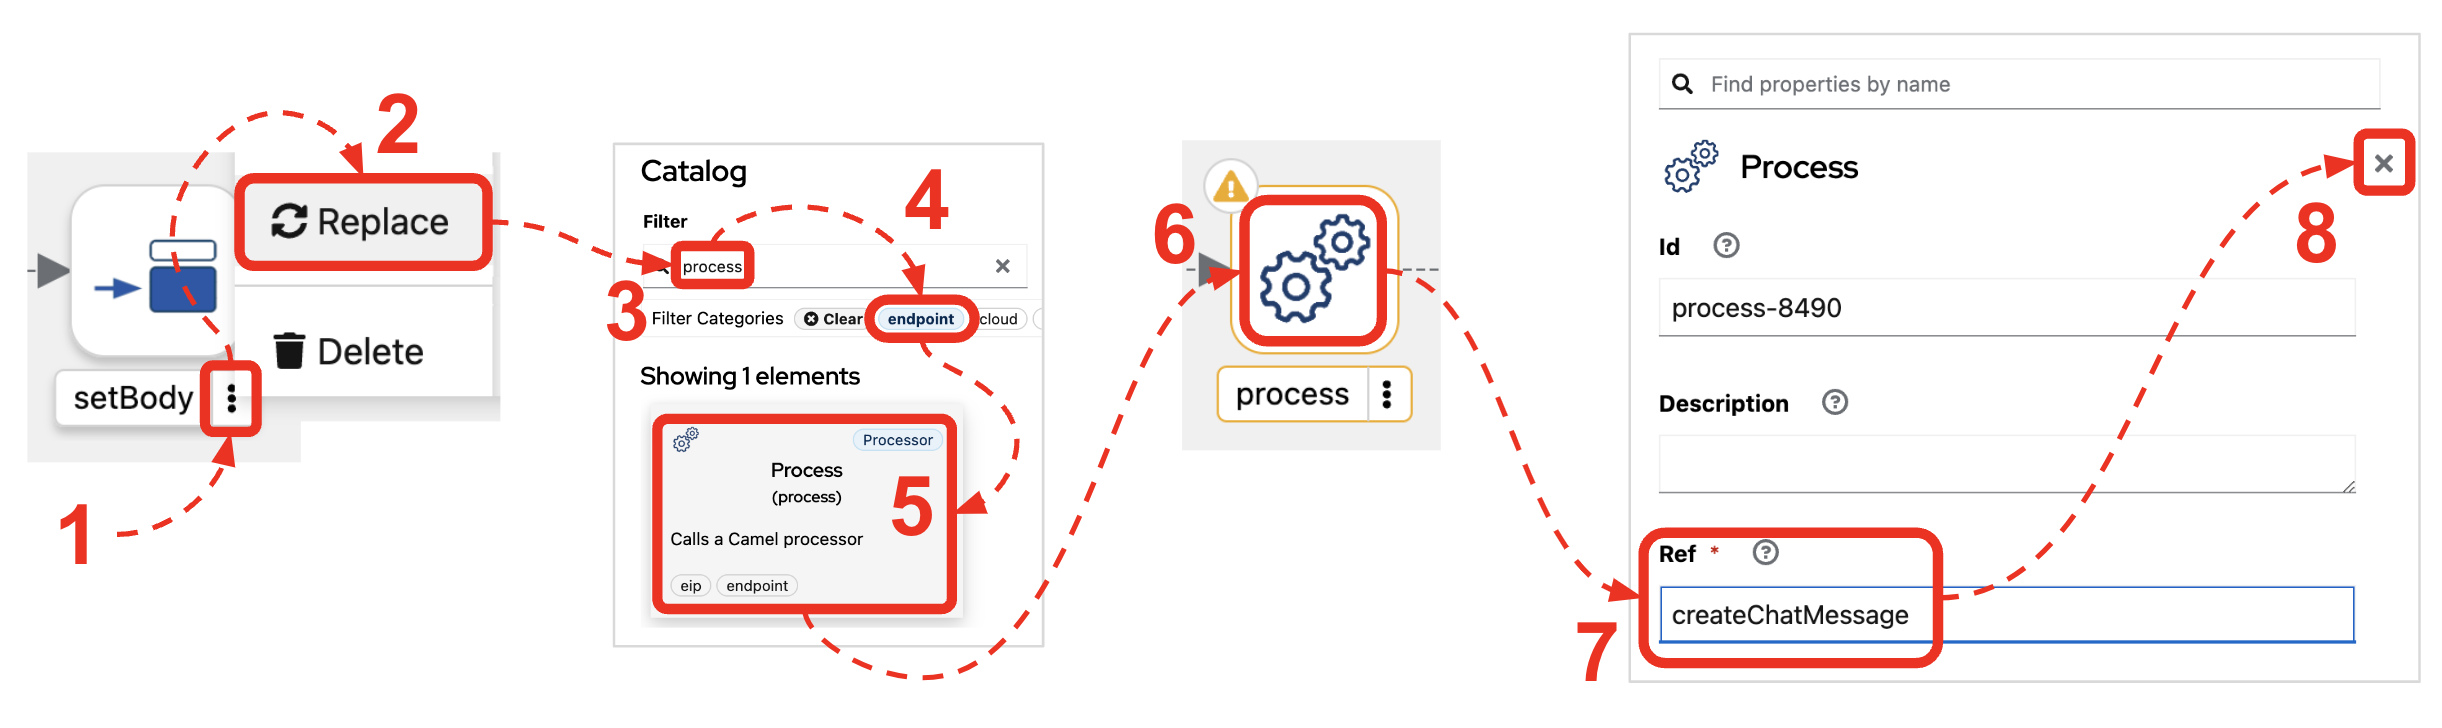 1
setBody
2
Replace
Delete
Catalog
Filter
3
process
4
Filter Categories
Clear
endpoint
cloud
Showing 1 elements
Processor
Process
(process)
5
Calls a Camel processor
eip
endpoint
6
process
Find properties by name
Process
8
Id
process-8490
Description
7
Ref *
createChatMessage